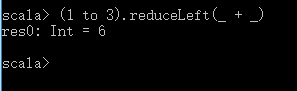 scala> (1 to 3).reduceLeft(_ + _)
res0: Int = 6
scala>